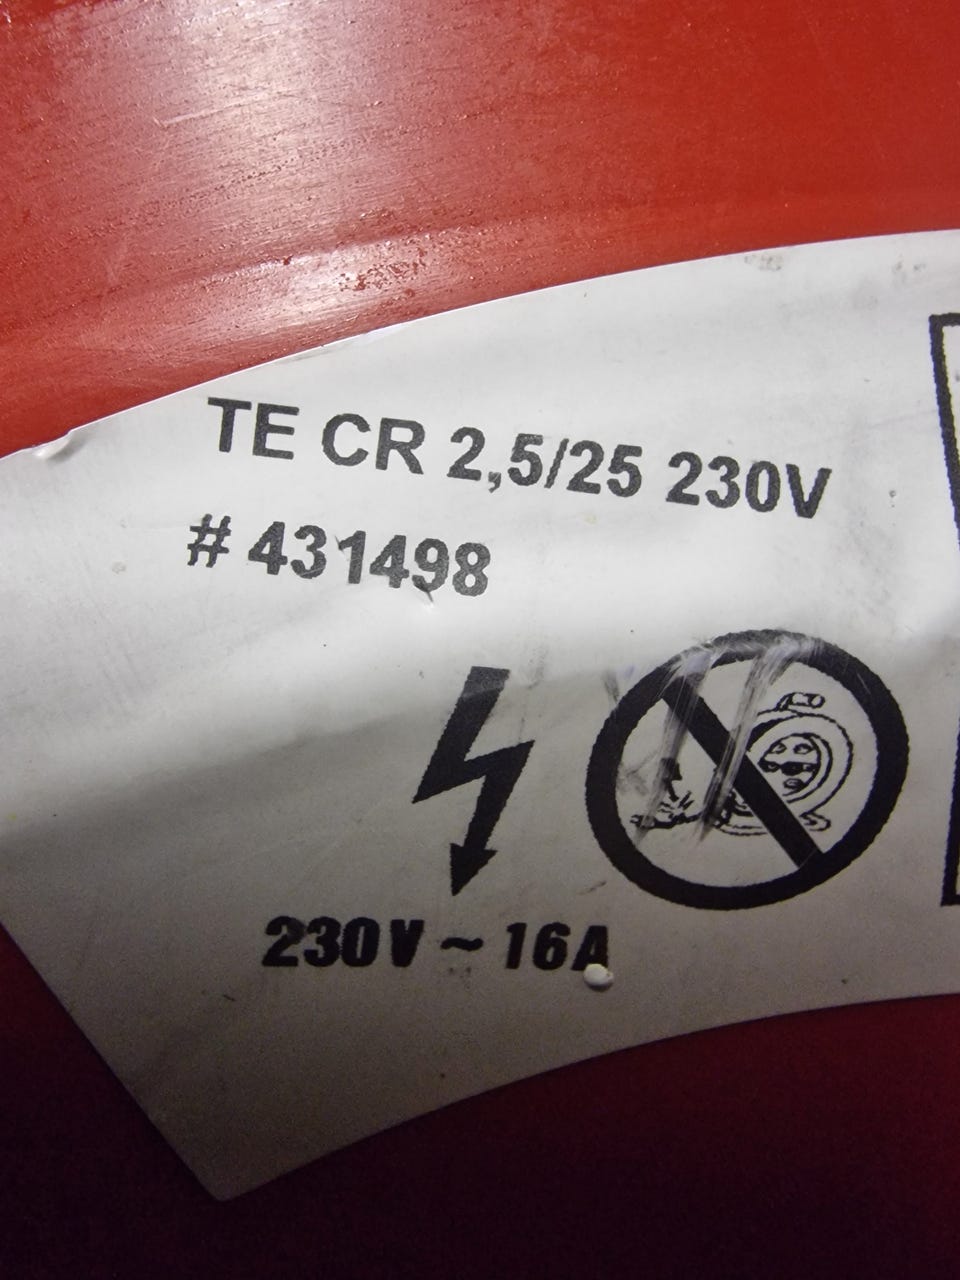 TE CR 2,5/25 230V
# 431498
230V ~ 16A